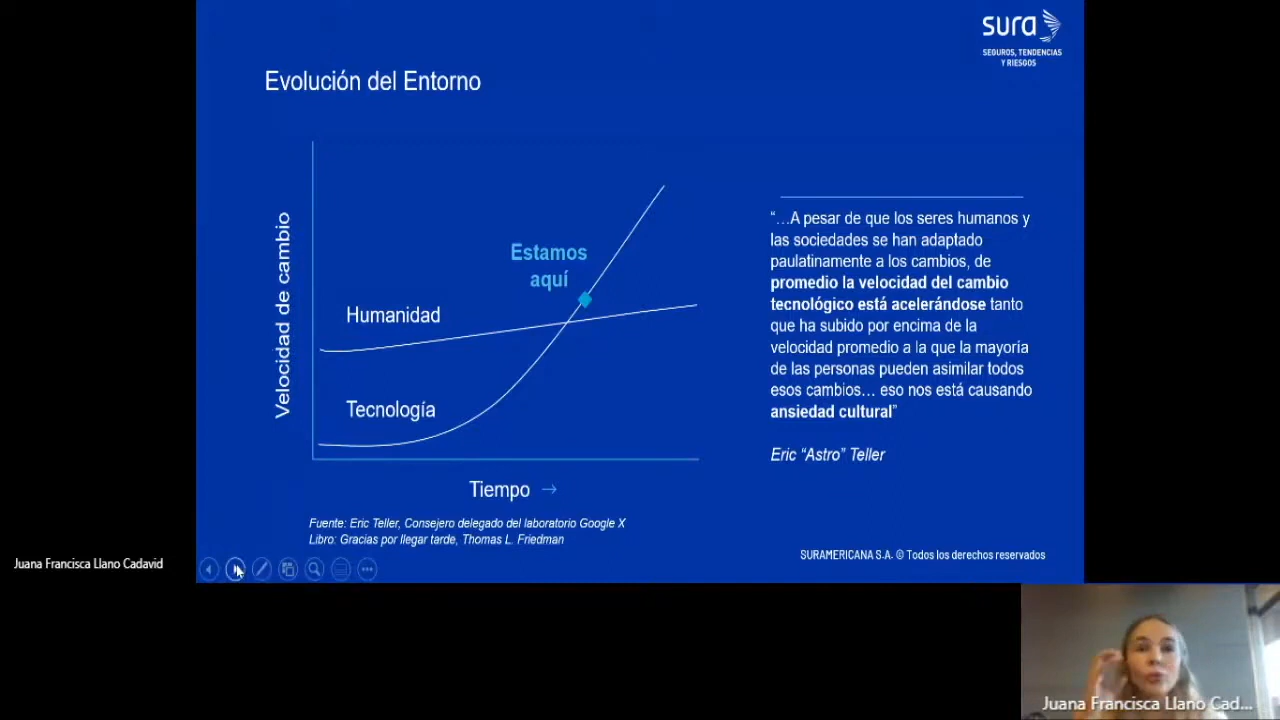 sura
SEGUROS, TENDENCIAS
Y RIESGOS
Evolución del Entorno
Velocidad de cambio
Estamos
aquí
Humanidad
Tecnología
Tiempo →
Fuente: Eric Teller, Consejero delegado del laboratorio Google X
Libro: Gracias por llegar tarde, Thomas L. Friedman
“…A pesar de que los seres humanos y
las sociedades se han adaptado
paulatinamente a los cambios, de
promedio la velocidad del cambio
tecnológico está acelerándose tanto
que ha subido por encima de la
velocidad promedio a la que la mayoría
de las personas pueden asimilar todos
esos cambios… eso nos está causando
ansiedad cultural”
Eric “Astro” Teller
SURAMERICANA S.A. © Todos los derechos reservados
Juana Francisca Llano Cadavid
Juana Francisca Llano Cad...